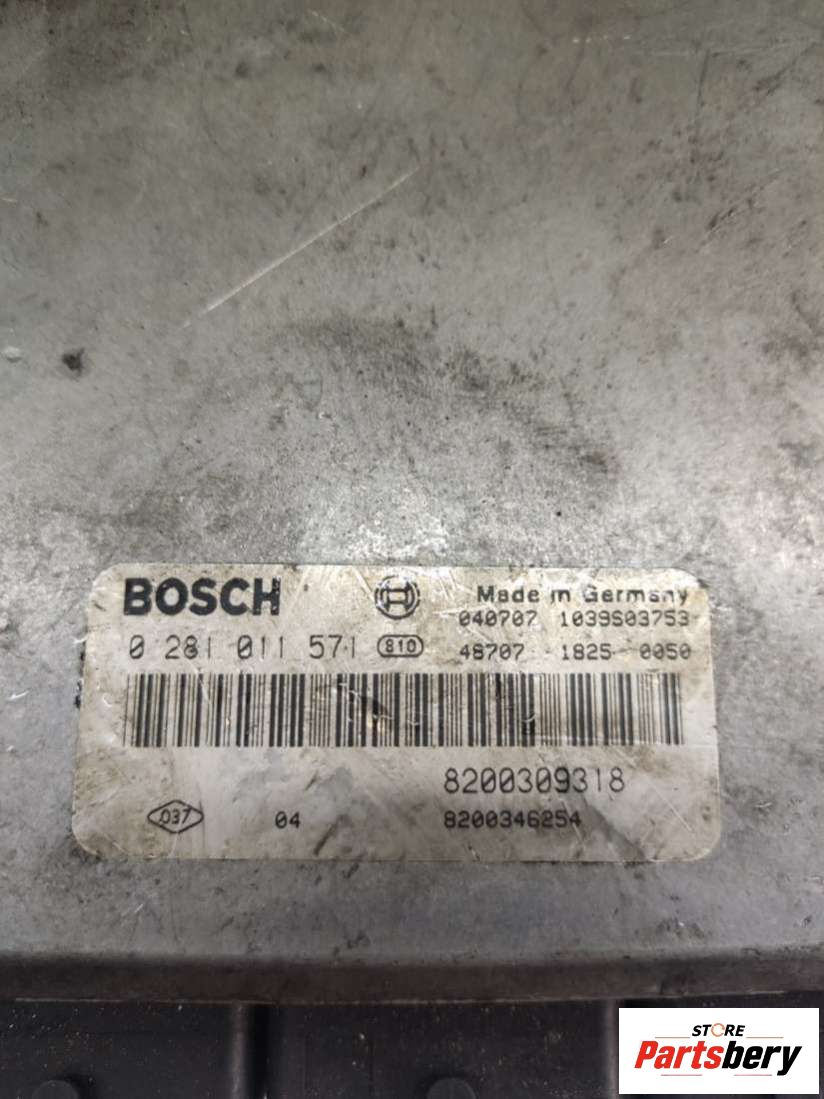 BOSCH
Made in Germany
040707 1039S03753
0 281 011 571 810
48707 1825 0050
8200309318
037 04 8200346254
STORE
Partsbery